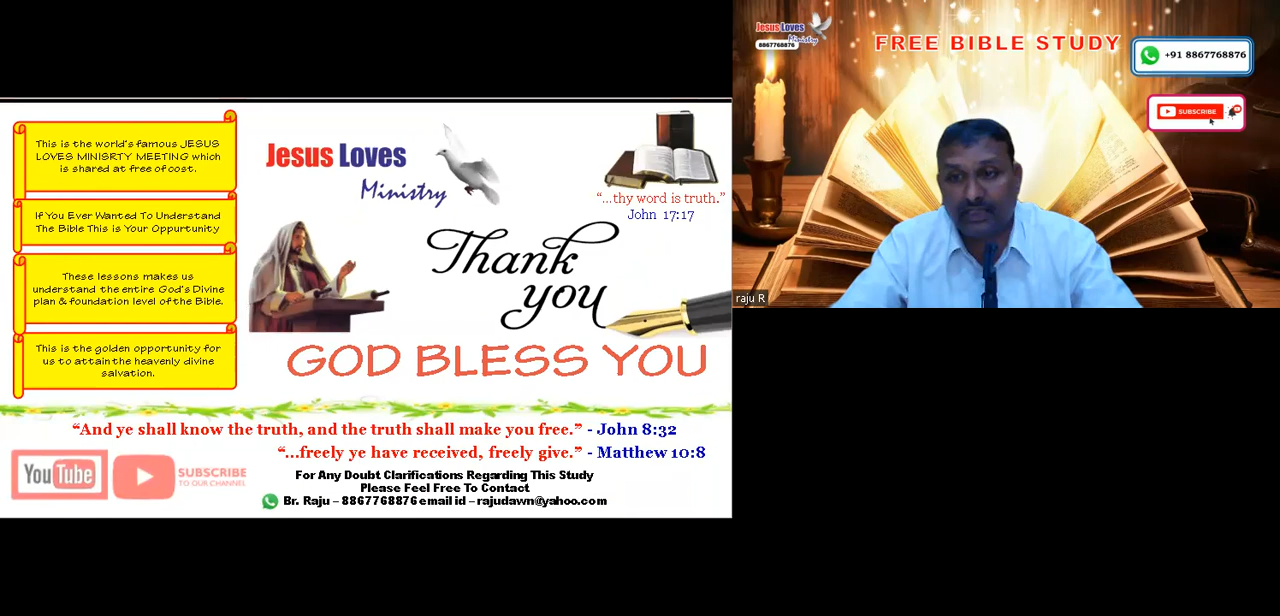 This is the world's famous JESUS
LOVES MINISRTY MEETING which
is shared at free of cost.
If You Ever Wanted To Understand
The Bible This is Your Oppurtunity
These lessons makes us
understand the entire God's Divine
plan & foundation level of the Bible.
This is the golden opportunity for
us to attain the heavenly divine
salvation.
Jesus Loves
Ministry
"...thy word is truth."
John 17:17
Thank
you
GOD BLESS YOU
"And ye shall know the truth, and the truth shall make you free." - John 8:32
"...freely ye have received, freely give." - Matthew 10:8
For Any Doubt Clarifications Regarding This Study
Please Feel Free To Contact
Br. Raju – 8867768876 email id – rajudawn@yahoo.com
YouTube
SUBSCRIBE
TO OUR CHANNEL
Jesus Loves
Ministry
8867768876
FREE BIBLE STUDY
+91 8867768876
SUBSCRIBE
raju R